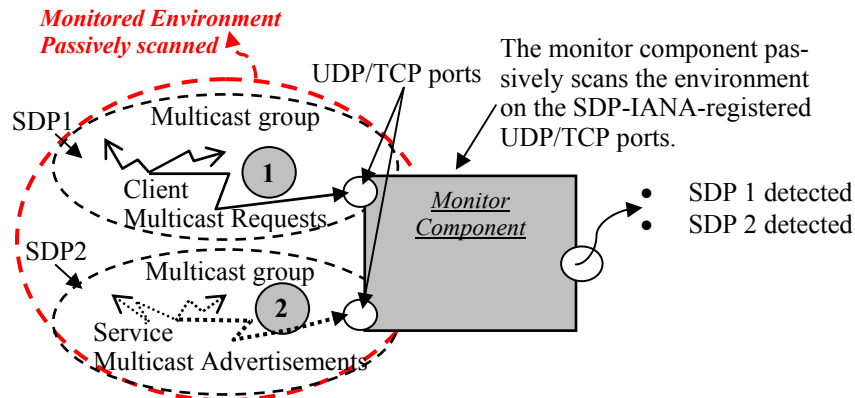 Monitored Environment
Passively scanned
UDP/TCP ports
The monitor component pas-
sively scans the environment
on the SDP-IANA-registered
UDP/TCP ports.
SDP1
Multicast group
1
Client
Multicast Requests
Monitor
Component
• SDP 1 detected
• SDP 2 detected
SDP2
Multicast group
2
Service
Multicast Advertisements